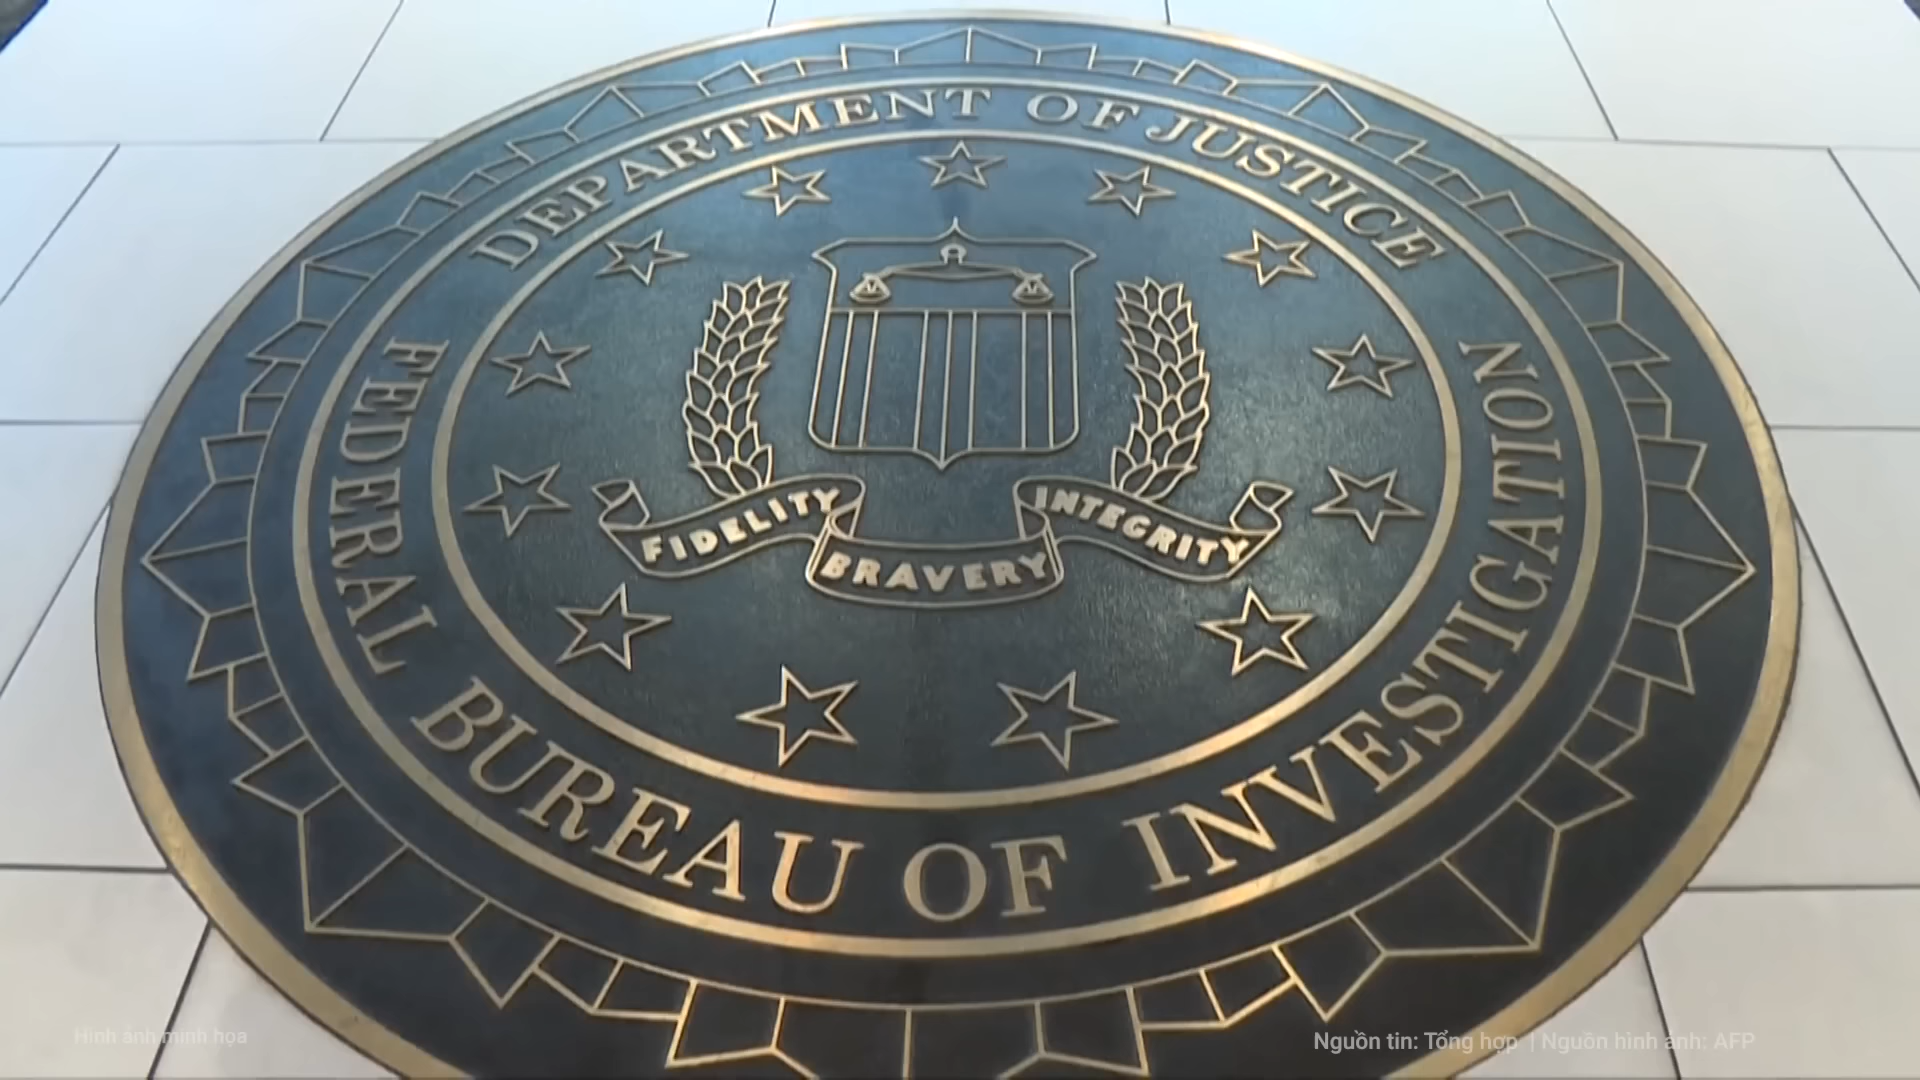 DEPARTMENT OF JUSTICE
FEDERAL BUREAU OF INVESTIGATION
FIDELITY
BRAVERY
INTEGRITY
Hình ảnh minh họa
Nguồn tin: Tổng hợp | Nguồn hình ảnh: AFP